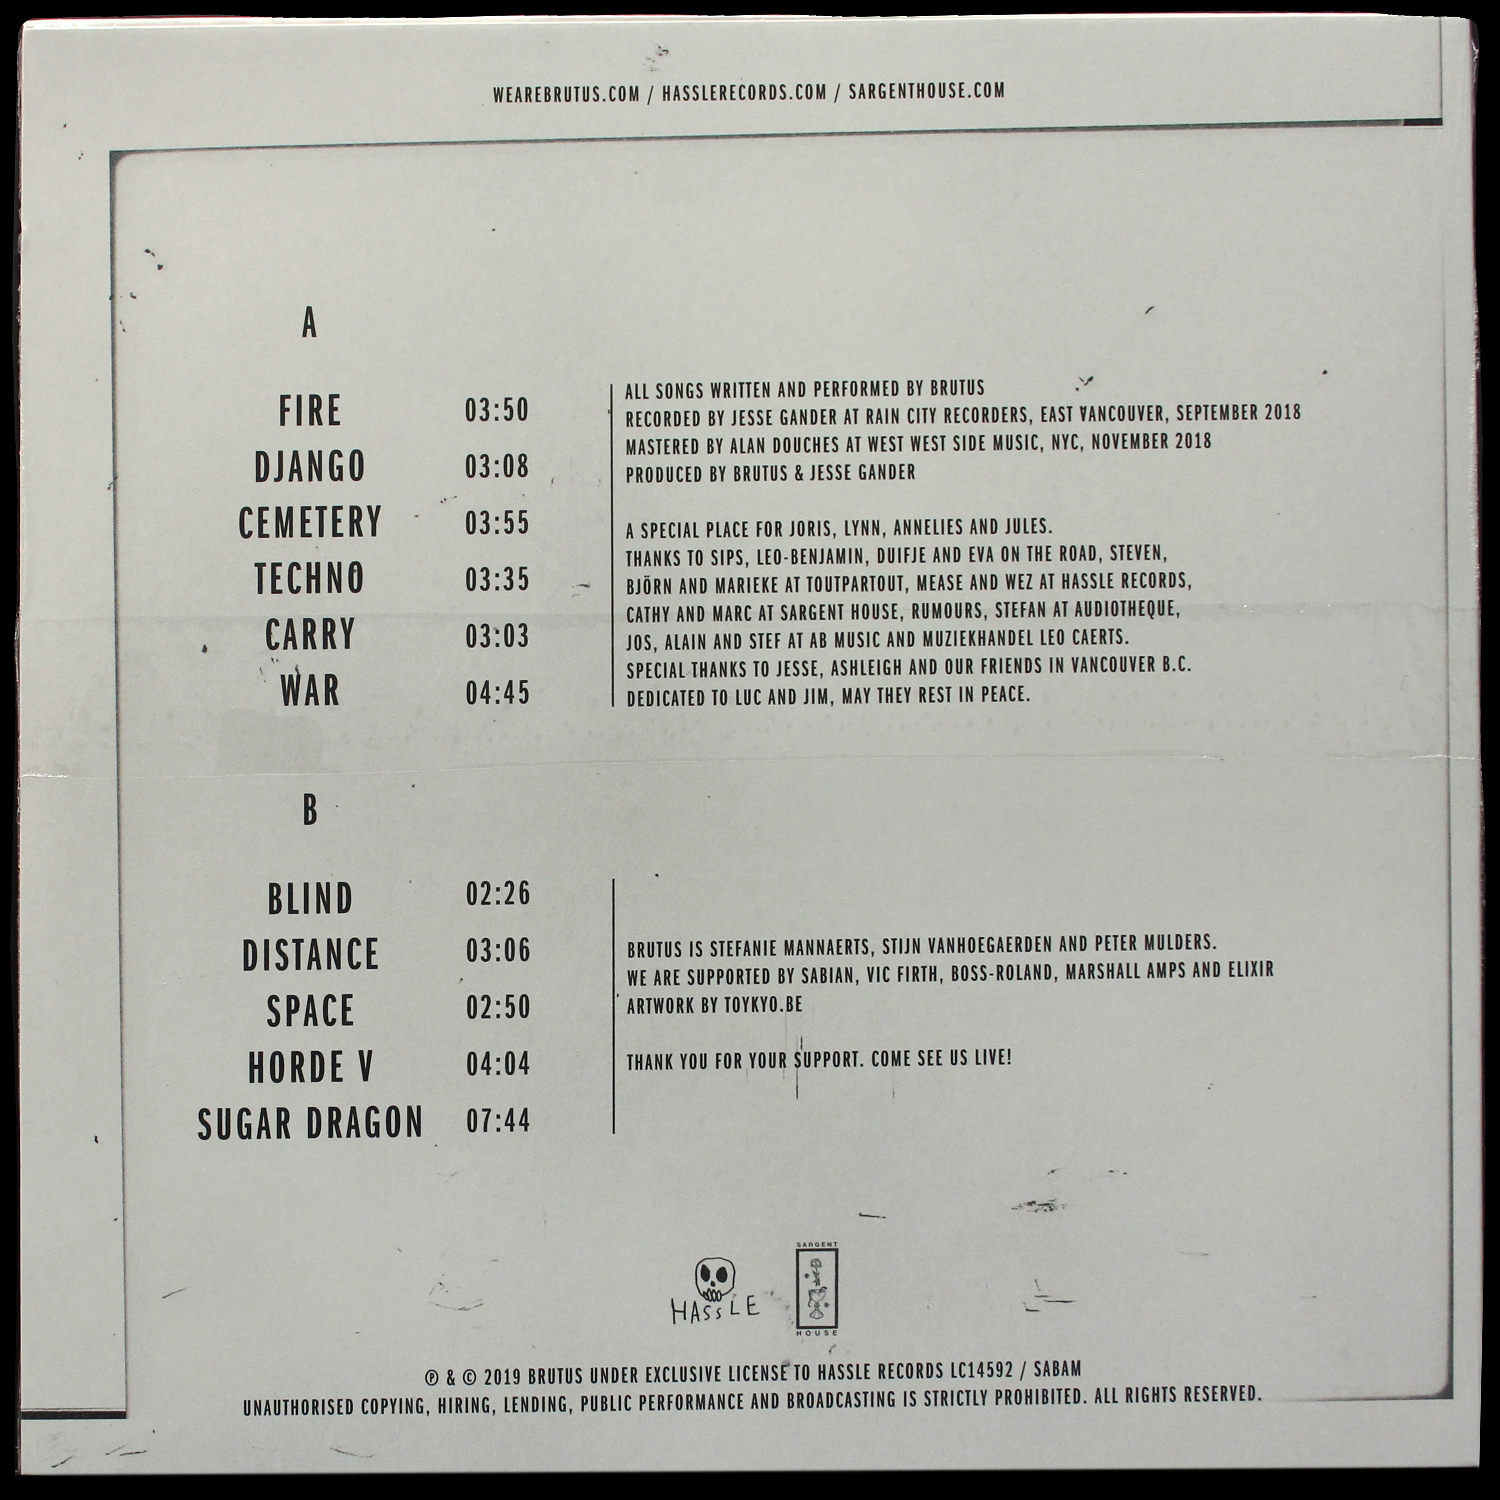 WEAREBRUTUS.COM / HASSLERECORDS.COM / SARGENTHOUSE.COM
A
FIRE 03:50
DJANGO 03:08
CEMETERY 03:55
TECHNO 03:35
CARRY 03:03
WAR 04:45
ALL SONGS WRITTEN AND PERFORMED BY BRUTUS
RECORDED BY JESSE GANDER AT RAIN CITY RECORDERS, EAST VANCOUVER, SEPTEMBER 2018
MASTERED BY ALAN DOUCHES AT WEST WEST SIDE MUSIC, NYC, NOVEMBER 2018
PRODUCED BY BRUTUS & JESSE GANDER
A SPECIAL PLACE FOR JORIS, LYNN, ANNELIES AND JULES.
THANKS TO SIPS, LEO-BENJAMIN, DUIFJE AND EVA ON THE ROAD, STEVEN,
BJÖRN AND MARIEKE AT TOUTPARTOUT, MEASE AND WEZ AT HASSLE RECORDS,
CATHY AND MARC AT SARGENT HOUSE, RUMOURS, STEFAN AT AUDIOTHEQUE,
JOS, ALAIN AND STEF AT AB MUSIC AND MUZIEKHANDEL LEO CAERTS.
SPECIAL THANKS TO JESSE, ASHLEIGH AND OUR FRIENDS IN VANCOUVER B.C.
DEDICATED TO LUC AND JIM, MAY THEY REST IN PEACE.
B
BLIND 02:26
DISTANCE 03:06
SPACE 02:50
HORDE V 04:04
SUGAR DRAGON 07:44
BRUTUS IS STEFANIE MANNAERTS, STIJN VANHOEGAERDEN AND PETER MULDERS.
WE ARE SUPPORTED BY SABIAN, VIC FIRTH, BOSS-ROLAND, MARSHALL AMPS AND ELIXIR
ARTWORK BY TOYKYO.BE
THANK YOU FOR YOUR SUPPORT. COME SEE US LIVE!
HASSLE
SARGENT
HOUSE
℗ & © 2019 BRUTUS UNDER EXCLUSIVE LICENSE TO HASSLE RECORDS LC14592 / SABAM
UNAUTHORISED COPYING, HIRING, LENDING, PUBLIC PERFORMANCE AND BROADCASTING IS STRICTLY PROHIBITED. ALL RIGHTS RESERVED.